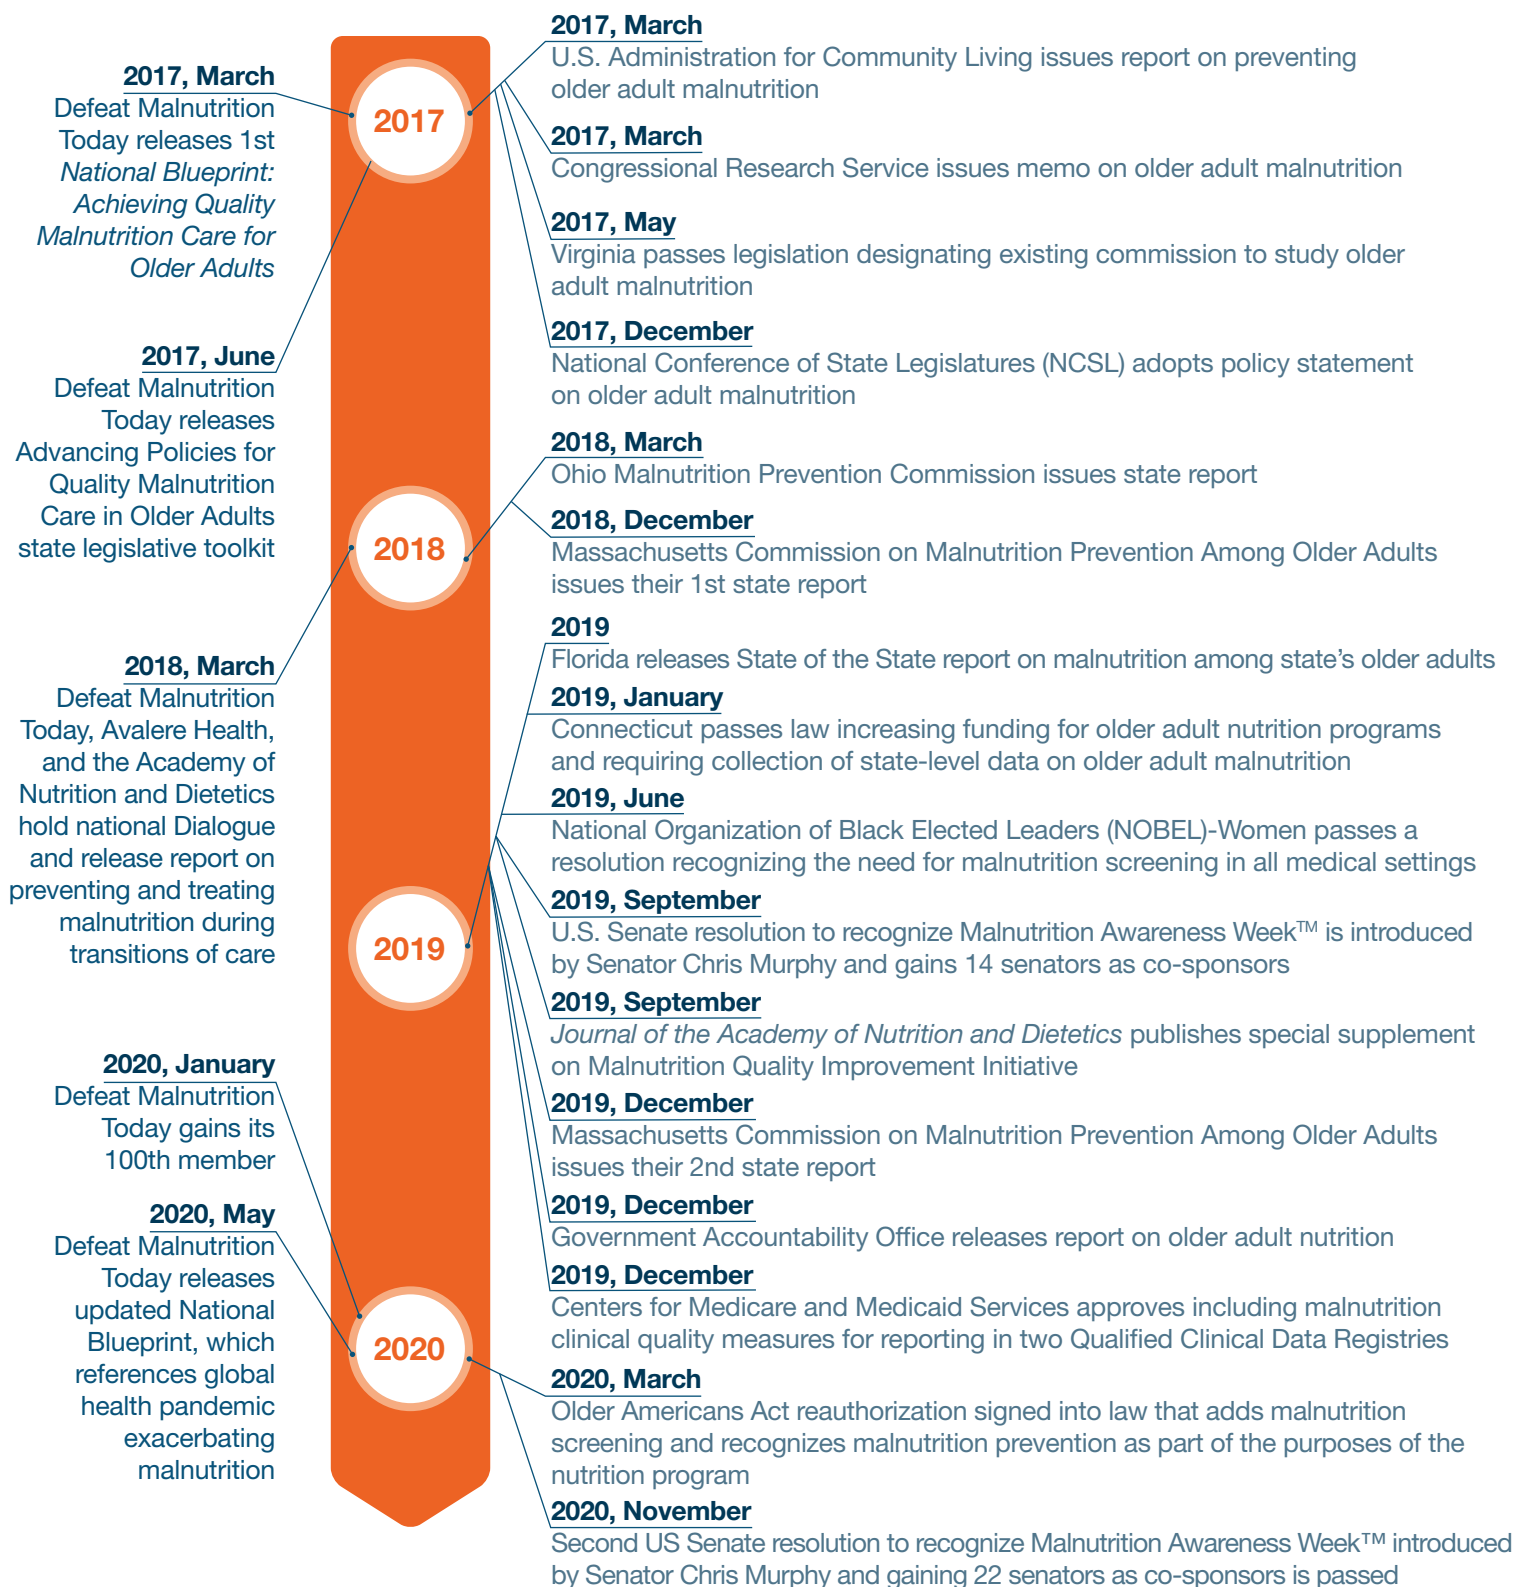 2017, March
Defeat Malnutrition
Today releases 1st
National Blueprint:
Achieving Quality
Malnutrition Care for
Older Adults
2017, June
Defeat Malnutrition
Today releases
Advancing Policies for
Quality Malnutrition
Care in Older Adults
state legislative toolkit
2018, March
Defeat Malnutrition
Today, Avalere Health,
and the Academy of
Nutrition and Dietetics
hold national Dialogue
and release report on
preventing and treating
malnutrition during
transitions of care
2020, January
Defeat Malnutrition
Today gains its
100th member
2020, May
Defeat Malnutrition
Today releases
updated National
Blueprint, which
references global
health pandemic
exacerbating
malnutrition
2017
2018
2019
2020
2017, March
U.S. Administration for Community Living issues report on preventing
older adult malnutrition
2017, March
Congressional Research Service issues memo on older adult malnutrition
2017, May
Virginia passes legislation designating existing commission to study older
adult malnutrition
2017, December
National Conference of State Legislatures (NCSL) adopts policy statement
on older adult malnutrition
2018, March
Ohio Malnutrition Prevention Commission issues state report
2018, December
Massachusetts Commission on Malnutrition Prevention Among Older Adults
issues their 1st state report
2019
Florida releases State of the State report on malnutrition among state’s older adults
2019, January
Connecticut passes law increasing funding for older adult nutrition programs
and requiring collection of state-level data on older adult malnutrition
2019, June
National Organization of Black Elected Leaders (NOBEL)-Women passes a
resolution recognizing the need for malnutrition screening in all medical settings
2019, September
U.S. Senate resolution to recognize Malnutrition Awareness Week™ is introduced
by Senator Chris Murphy and gains 14 senators as co-sponsors
2019, September
Journal of the Academy of Nutrition and Dietetics publishes special supplement
on Malnutrition Quality Improvement Initiative
2019, December
Massachusetts Commission on Malnutrition Prevention Among Older Adults
issues their 2nd state report
2019, December
Government Accountability Office releases report on older adult nutrition
2019, December
Centers for Medicare and Medicaid Services approves including malnutrition
clinical quality measures for reporting in two Qualified Clinical Data Registries
2020, March
Older Americans Act reauthorization signed into law that adds malnutrition
screening and recognizes malnutrition prevention as part of the purposes of the
nutrition program
2020, November
Second US Senate resolution to recognize Malnutrition Awareness Week™ introduced
by Senator Chris Murphy and gaining 22 senators as co-sponsors is passed